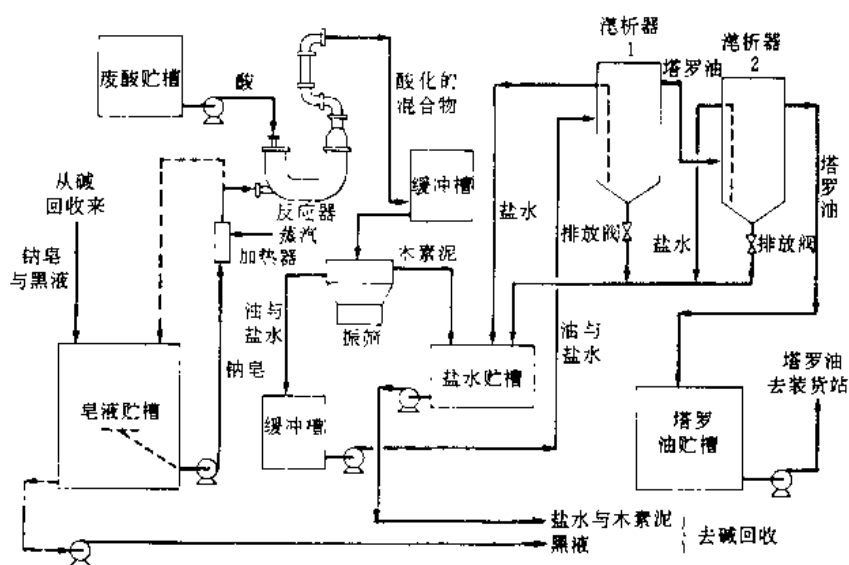 滗析器
1
滗析器
2
塔罗油
废酸贮槽
酸
酸化的
混合物
从碱
回收来
缓冲槽
反应器
蒸汽
加热器
盐水
排放阀
盐水
排放阀
塔罗油
钠皂
与黑液
木素泥
油与
盐水
振筛
油与
盐水
钠皂
盐水贮槽
塔罗油
去装货站
皂液贮槽
缓冲槽
塔罗
油贮槽
盐水与木素泥
黑液
去碱回收